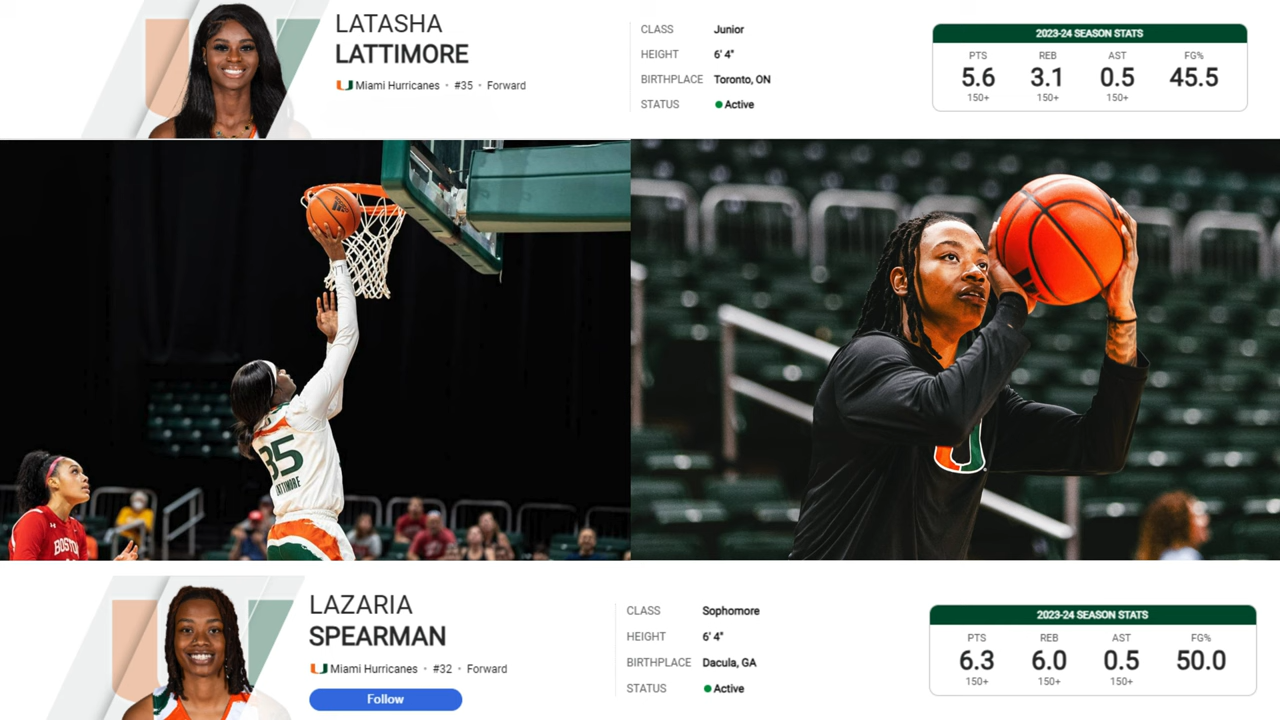 LATASHA
LATTIMORE
Miami Hurricanes • #35 • Forward
CLASS Junior
HEIGHT 6' 4"
BIRTHPLACE Toronto, ON
STATUS Active
2023-24 SEASON STATS
PTS REB AST FG%
5.6 3.1 0.5 45.5
150+ 150+ 150+
35
LATTIMORE
BOSTO
U
LAZARIA
SPEARMAN
Miami Hurricanes • #32 • Forward
Follow
CLASS Sophomore
HEIGHT 6' 4"
BIRTHPLACE Dacula, GA
STATUS Active
2023-24 SEASON STATS
PTS REB AST FG%
6.3 6.0 0.5 50.0
150+ 150+ 150+